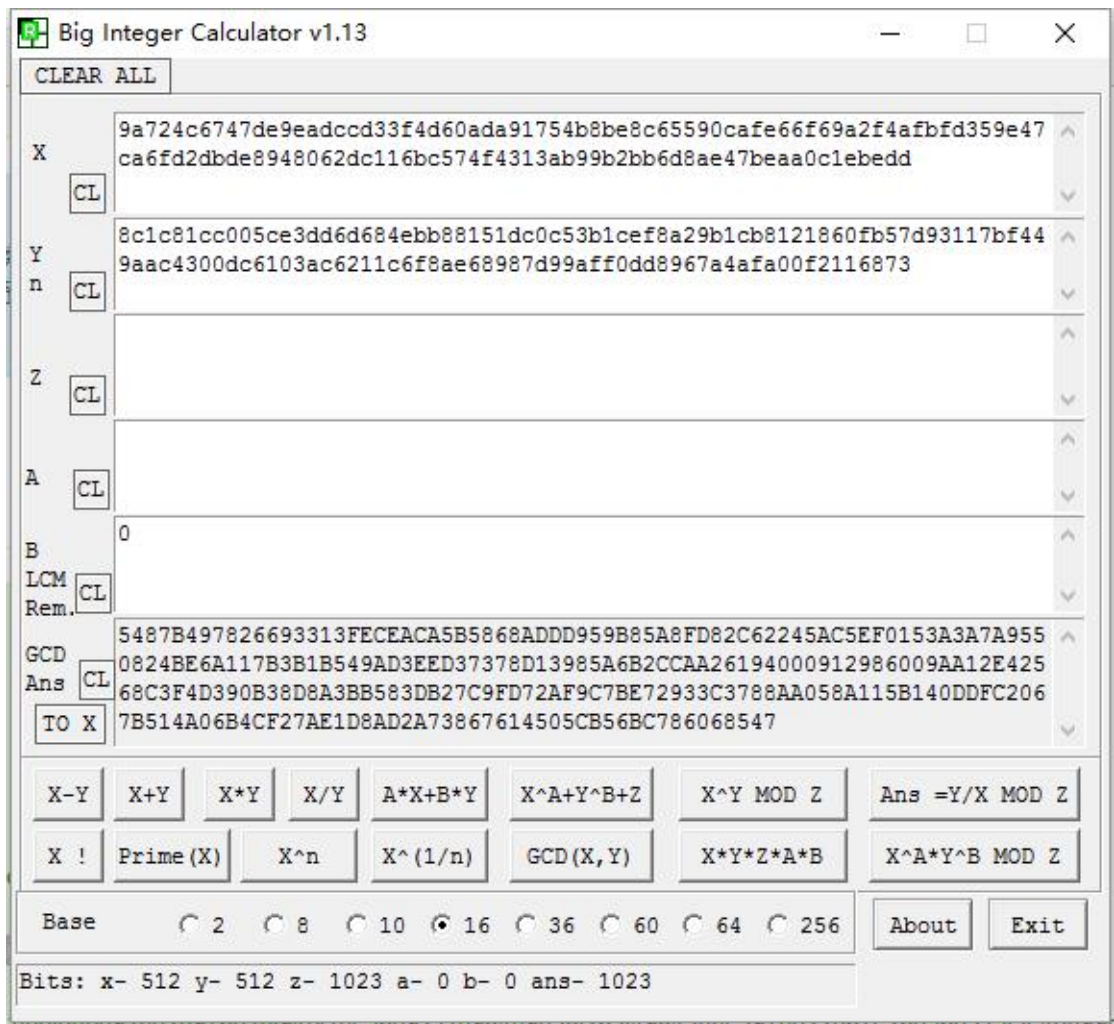 Big Integer Calculator v1.13
CLEAR ALL
X
CL
9a724c6747de9eadccd33f4d60ada91754b8be8c65590cafe66f69a2f4afbfd359e47
ca6fd2dbde8948062dc116bc574f4313ab99b2bb6d8ae47beaa0c1ebedd
Y
n
CL
8c1c81cc005ce3dd6d684ebb88151dc0c53b1cef8a29b1cb8121860fb57d93117bf44
9aac4300dc6103ac6211c6f8ae68987d99aff0dd8967a4afa00f2116873
Z
CL
A
CL
B
LCM
Rem.
CL
0
GCD
Ans
CL
TO X
5487B497826693313FECEACA5B5868ADDD959B85A8FD82C62245AC5EF0153A3A7A955
0824BE6A117B3B1B549AD3EED37378D13985A6B2CCAA26194000912986009AA12E425
68C3F4D390B38D8A3BB583DB27C9FD72AF9C7BE72933C3788AA058A115B140DDFC206
7B514A06B4CF27AE1D8AD2A73867614505CB56BC786068547
X-Y X+Y X*Y X/Y A*X+B*Y X^A+Y^B+Z X^Y MOD Z Ans =Y/X MOD Z
X ! Prime(X) X^n X^(1/n) GCD(X,Y) X*Y*Z*A*B X^A*Y^B MOD Z
Base 2 8 10 16 36 60 64 256 About Exit
Bits: x- 512 y- 512 z- 1023 a- 0 b- 0 ans- 1023